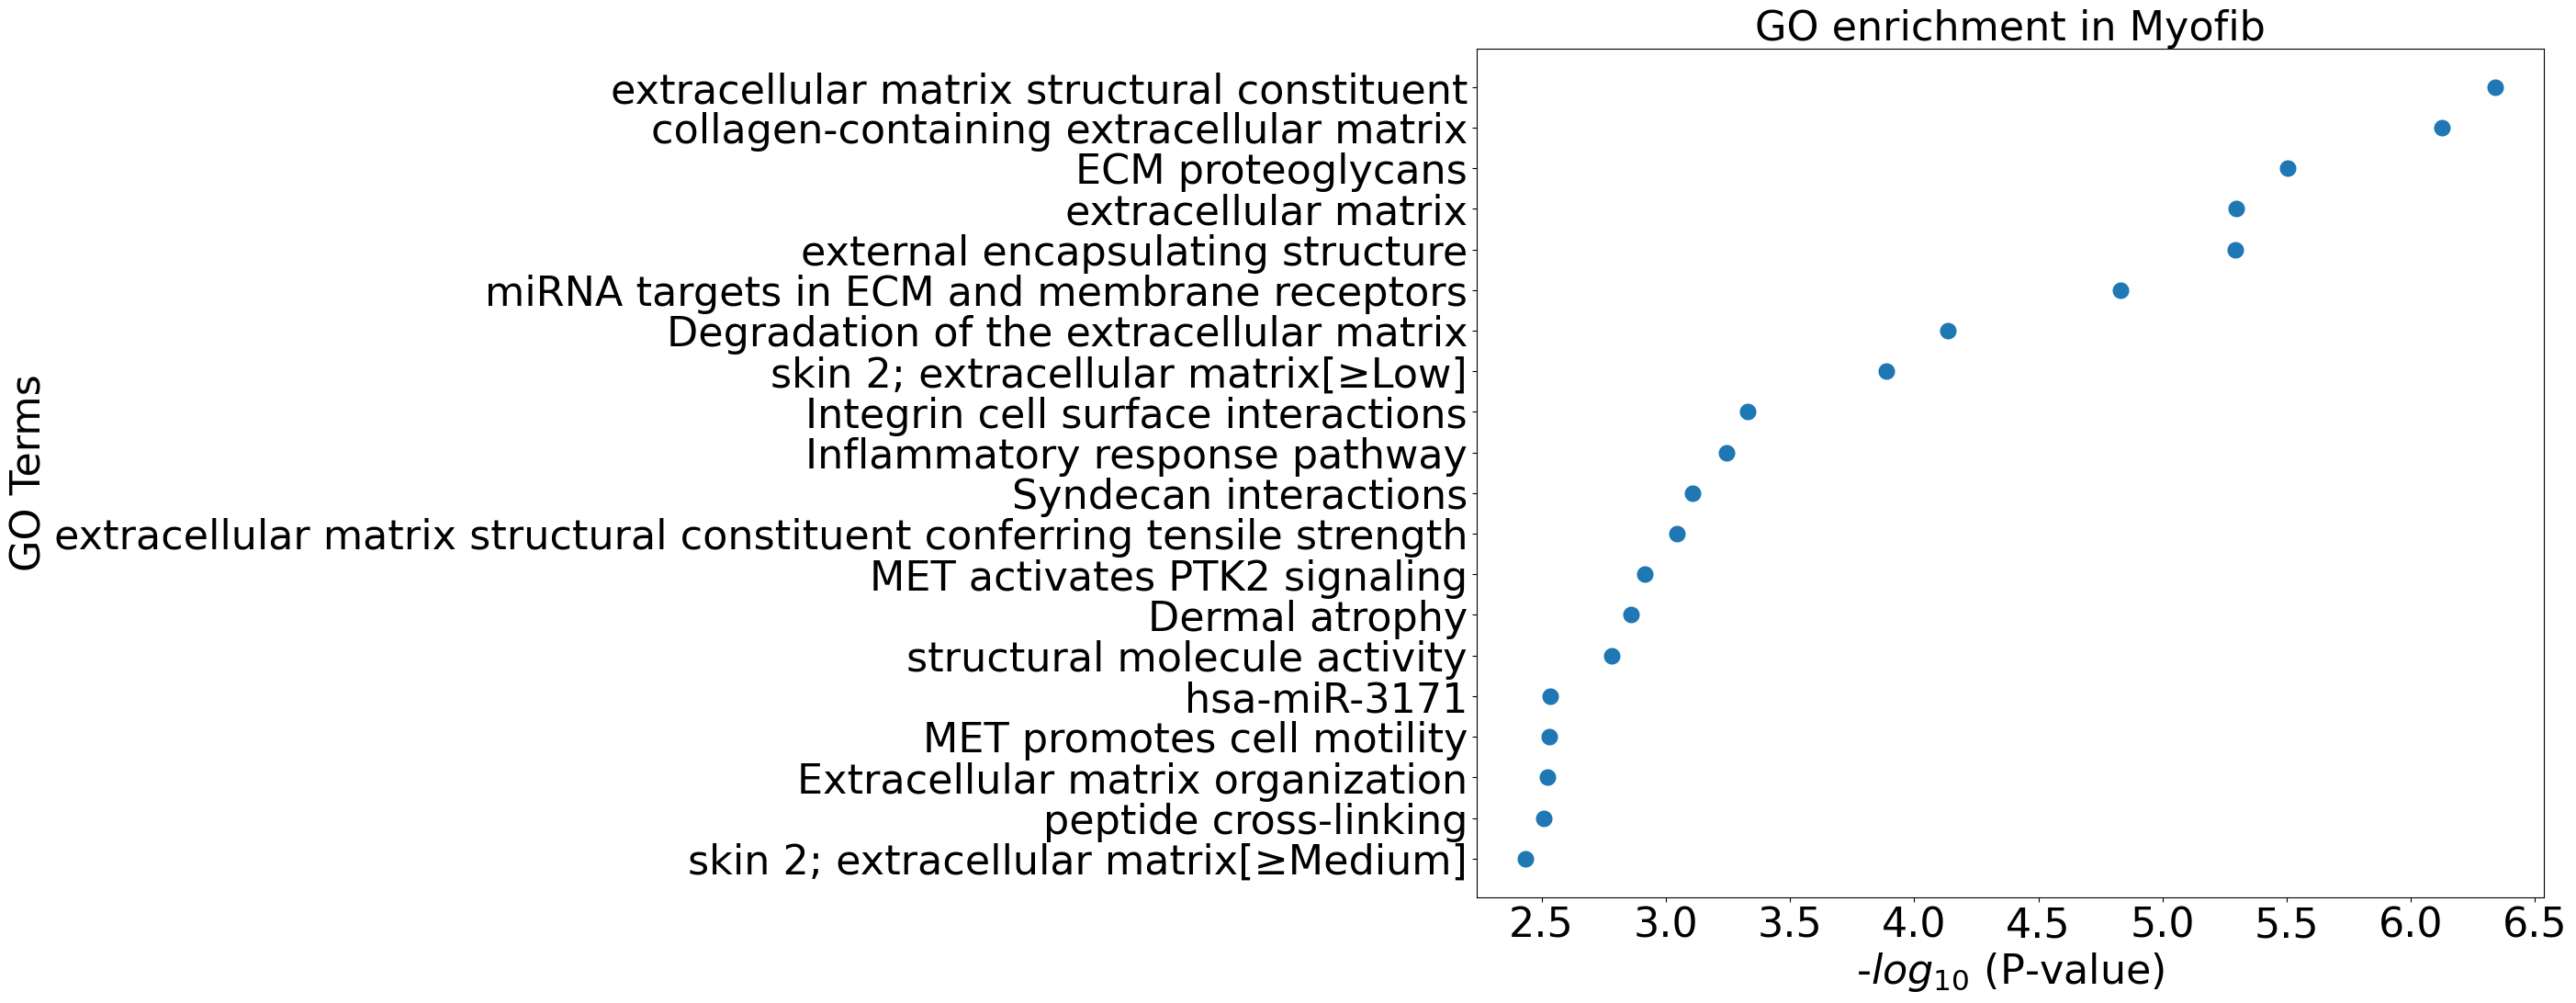 GO enrichment in Myofib
GO Terms
extracellular matrix structural constituent
collagen-containing extracellular matrix
ECM proteoglycans
extracellular matrix
external encapsulating structure
miRNA targets in ECM and membrane receptors
Degradation of the extracellular matrix
skin 2; extracellular matrix[≥Low]
Integrin cell surface interactions
Inflammatory response pathway
Syndecan interactions
extracellular matrix structural constituent conferring tensile strength
MET activates PTK2 signaling
Dermal atrophy
structural molecule activity
hsa-miR-3171
MET promotes cell motility
Extracellular matrix organization
peptide cross-linking
skin 2; extracellular matrix[≥Medium]
2.5 3.0 3.5 4.0 4.5 5.0 5.5 6.0 6.5
-log₁₀ (P-value)